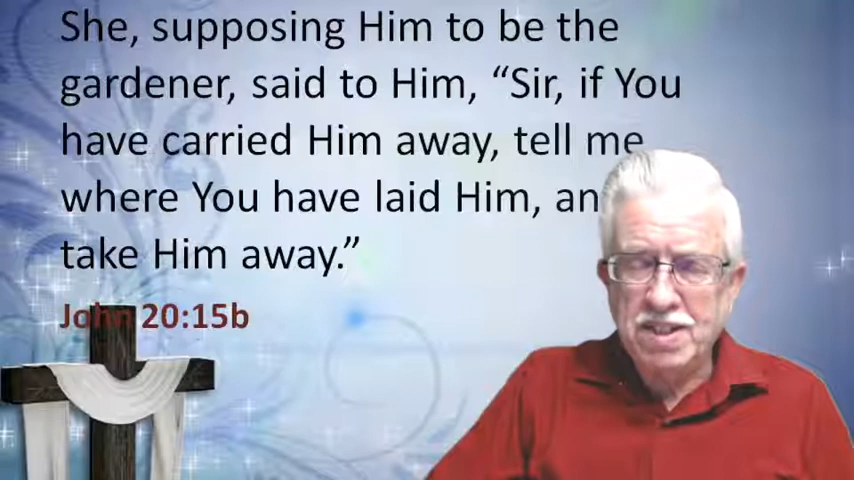 She, supposing Him to be the
gardener, said to Him, “Sir, if You
have carried Him away, tell me
where You have laid Him, an
take Him away.”
John 20:15b